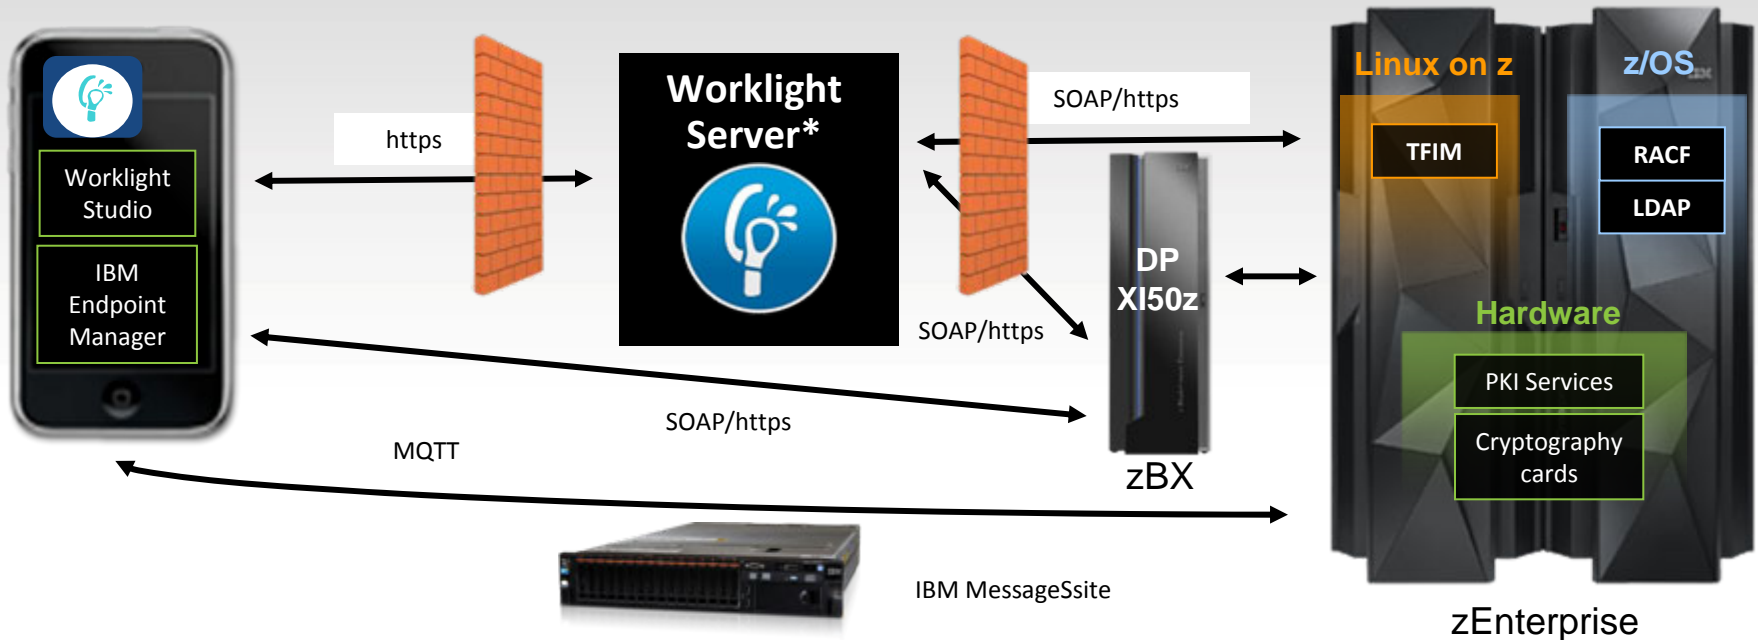 Worklight
Studio
IBM
Endpoint
Manager
https
Worklight
Server*
SOAP/https
SOAP/https
SOAP/https
MQTT
DP
XI50z
zBX
IBM MessageSsite
Linux on z
TFIM
z/OS
IBM
RACF
LDAP
Hardware
PKI Services
Cryptography
cards
zEnterprise